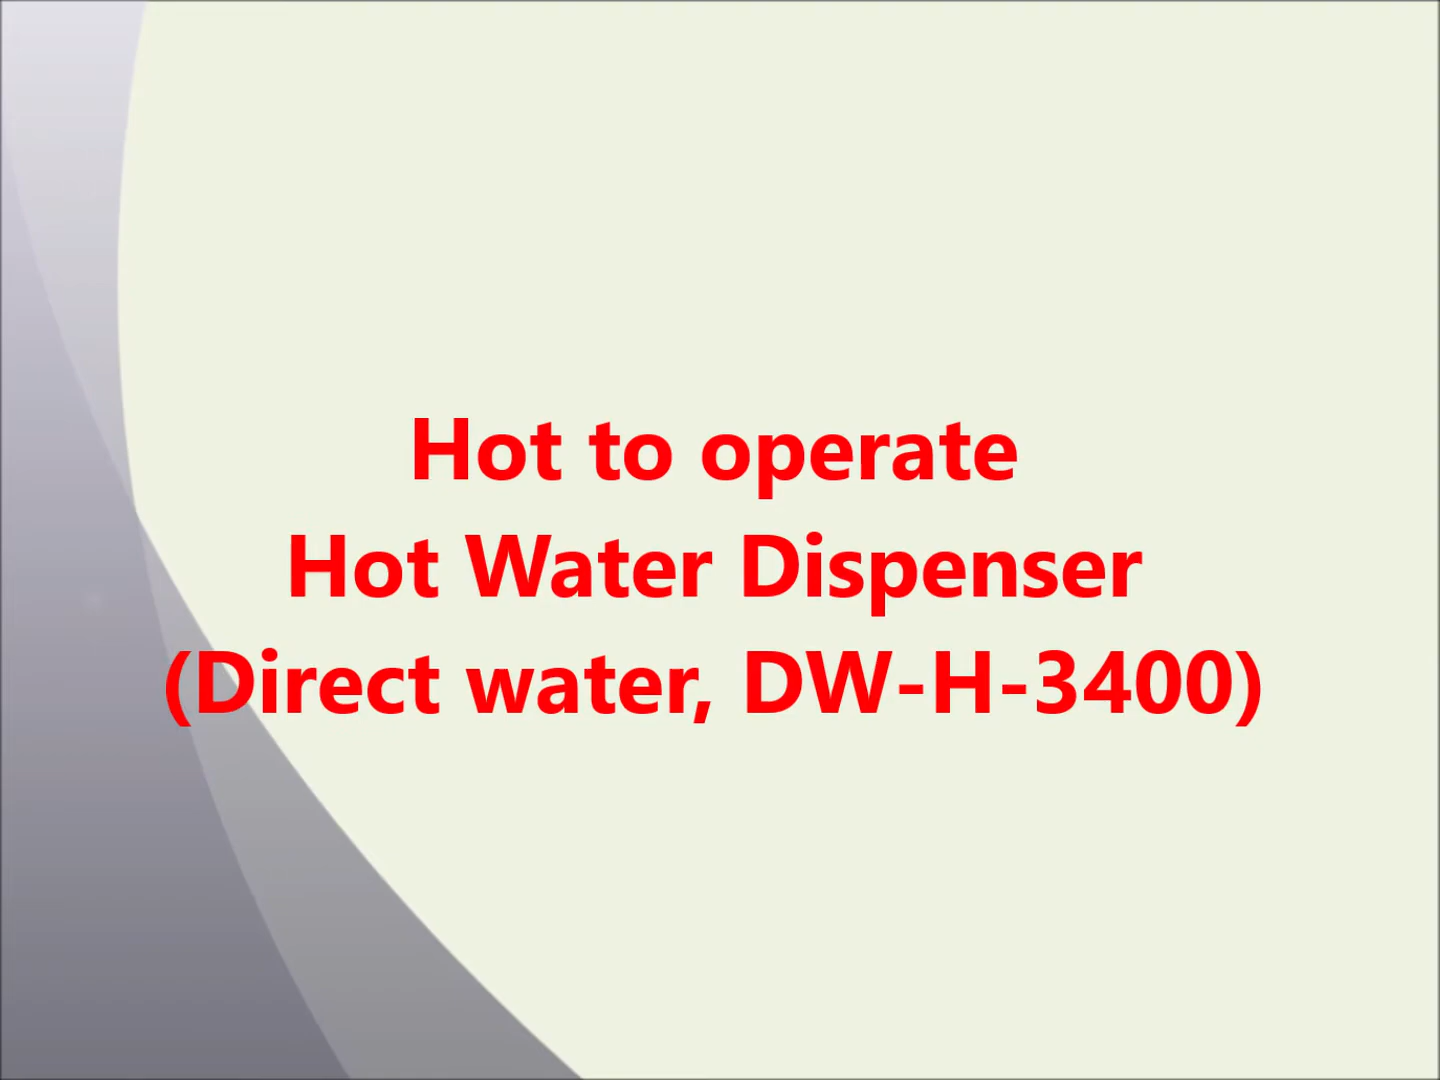 Hot to operate
Hot Water Dispenser
(Direct water, DW-H-3400)